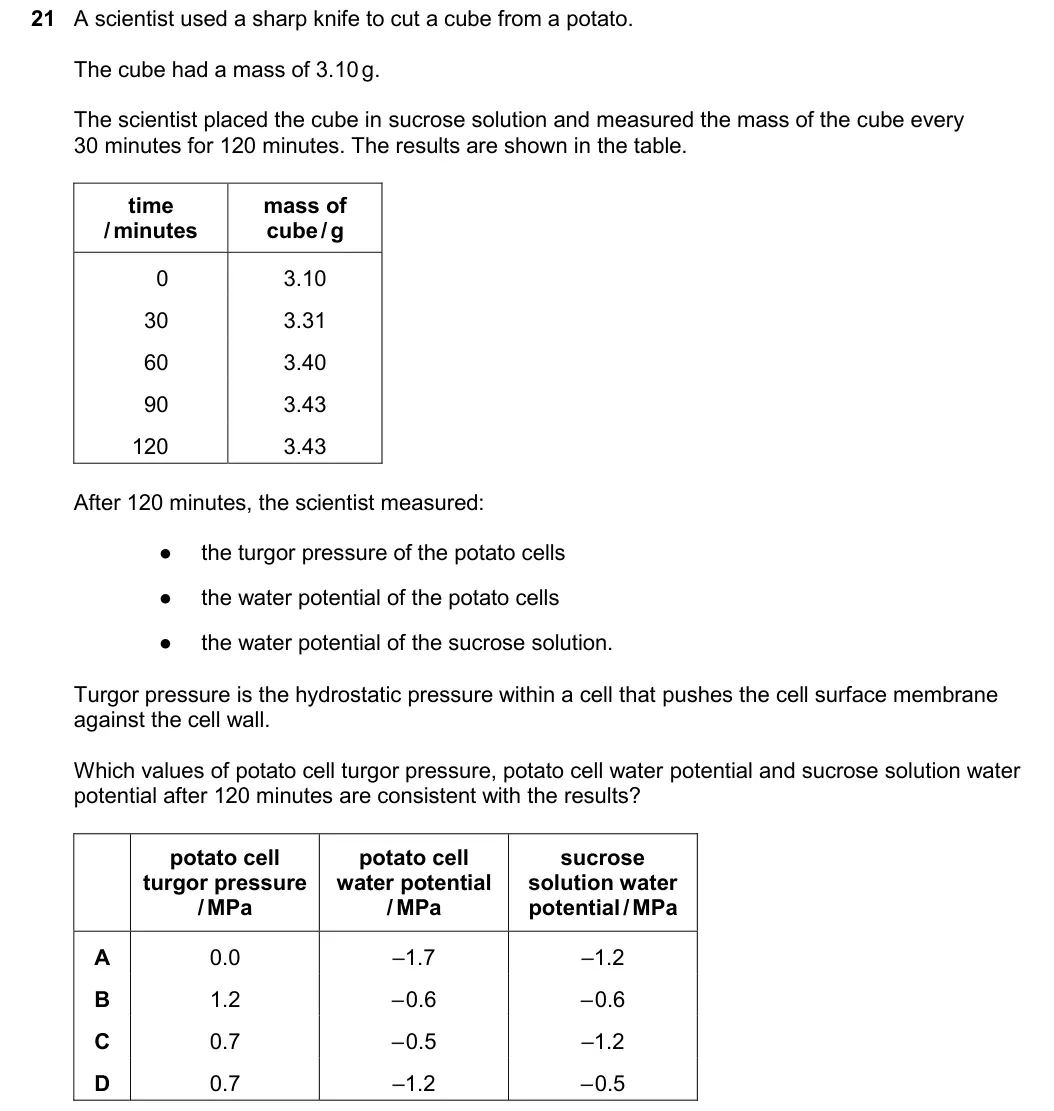 21 A scientist used a sharp knife to cut a cube from a potato.
The cube had a mass of 3.10 g.
The scientist placed the cube in sucrose solution and measured the mass of the cube every
30 minutes for 120 minutes. The results are shown in the table.
time / minutes mass of cube / g
0 3.10
30 3.31
60 3.40
90 3.43
120 3.43
After 120 minutes, the scientist measured:
● the turgor pressure of the potato cells
● the water potential of the potato cells
● the water potential of the sucrose solution.
Turgor pressure is the hydrostatic pressure within a cell that pushes the cell surface membrane
against the cell wall.
Which values of potato cell turgor pressure, potato cell water potential and sucrose solution water
potential after 120 minutes are consistent with the results?
potato cell turgor pressure / MPa potato cell water potential / MPa sucrose solution water potential / MPa
A 0.0 –1.7 –1.2
B 1.2 –0.6 –0.6
C 0.7 –0.5 –1.2
D 0.7 –1.2 –0.5